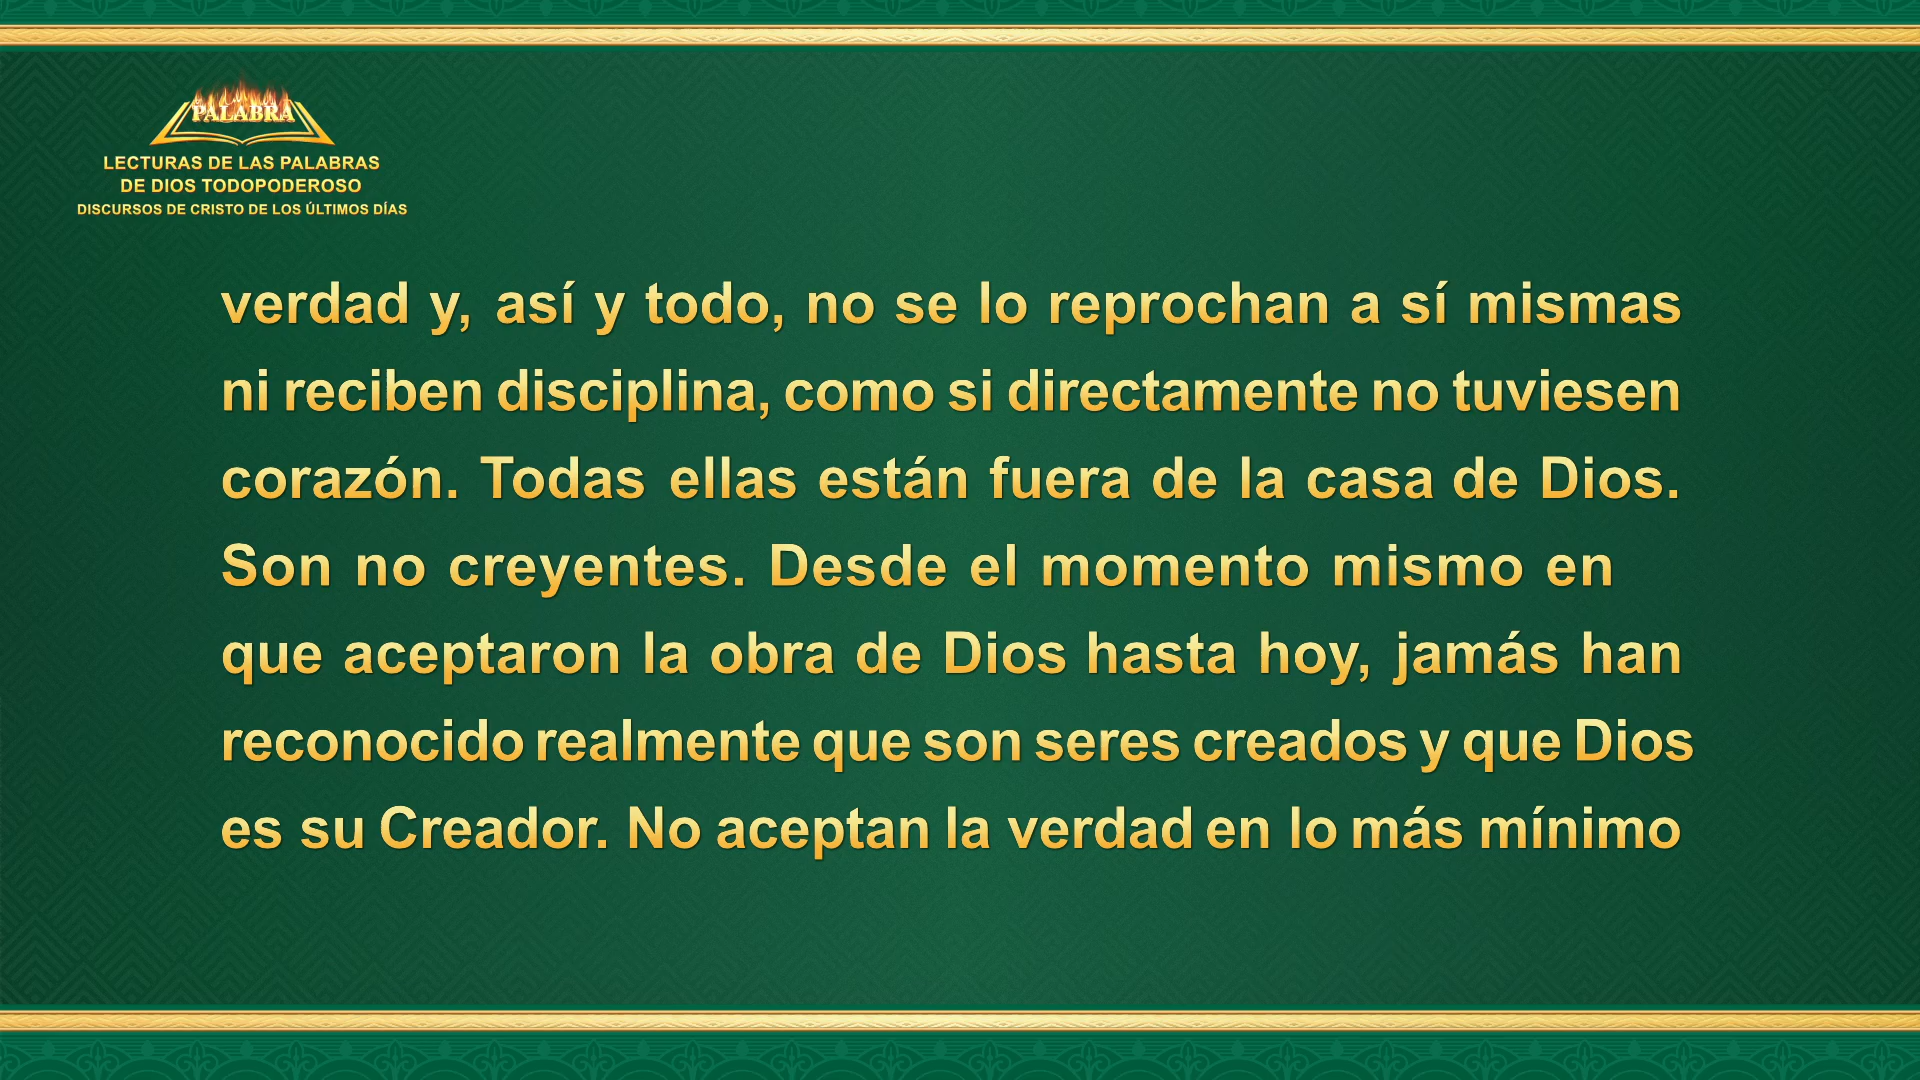 PALABRA
LECTURAS DE LAS PALABRAS
DE DIOS TODOPODEROSO
DISCURSOS DE CRISTO DE LOS ÚLTIMOS DÍAS
verdad y, así y todo, no se lo reprochan a sí mismas
ni reciben disciplina, como si directamente no tuviesen
corazón. Todas ellas están fuera de la casa de Dios.
Son no creyentes. Desde el momento mismo en
que aceptaron la obra de Dios hasta hoy, jamás han
reconocido realmente que son seres creados y que Dios
es su Creador. No aceptan la verdad en lo más mínimo